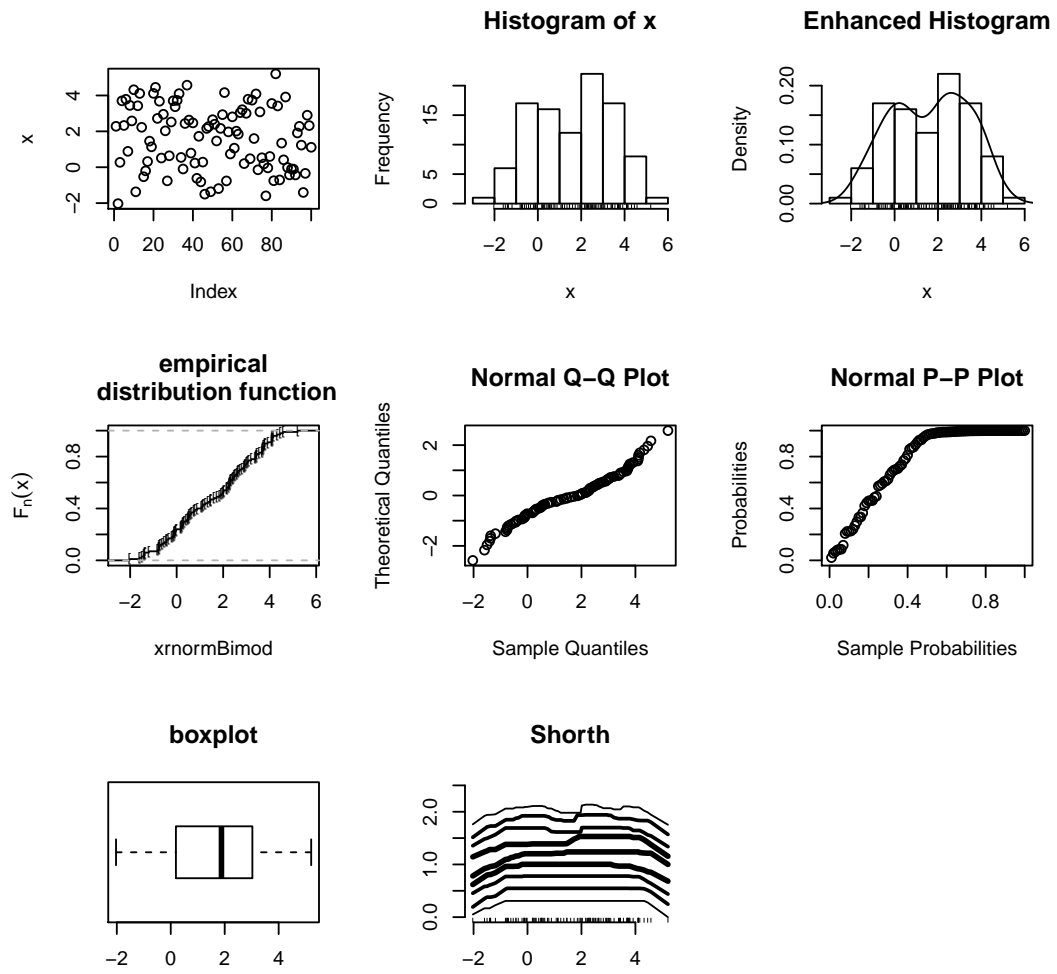 Histogram of x
Enhanced Histogram
x
−2 0 2 4
0 20 40 60 80
Index
Frequency
0 5 15
−2 0 2 4 6
x
Density
0.00 0.10 0.20
−2 0 2 4 6
x
empirical
distribution function
Normal Q−Q Plot
Normal P−P Plot
Fn(x)
0.0 0.4 0.8
−2 0 2 4 6
xrnormBimod
Theoretical Quantiles
−2 0 2
−2 0 2 4
Sample Quantiles
Probabilities
0.0 0.4 0.8
0.0 0.4 0.8
Sample Probabilities
boxplot
Shorth
−2 0 2 4
0.0 1.0 2.0
−2 0 2 4